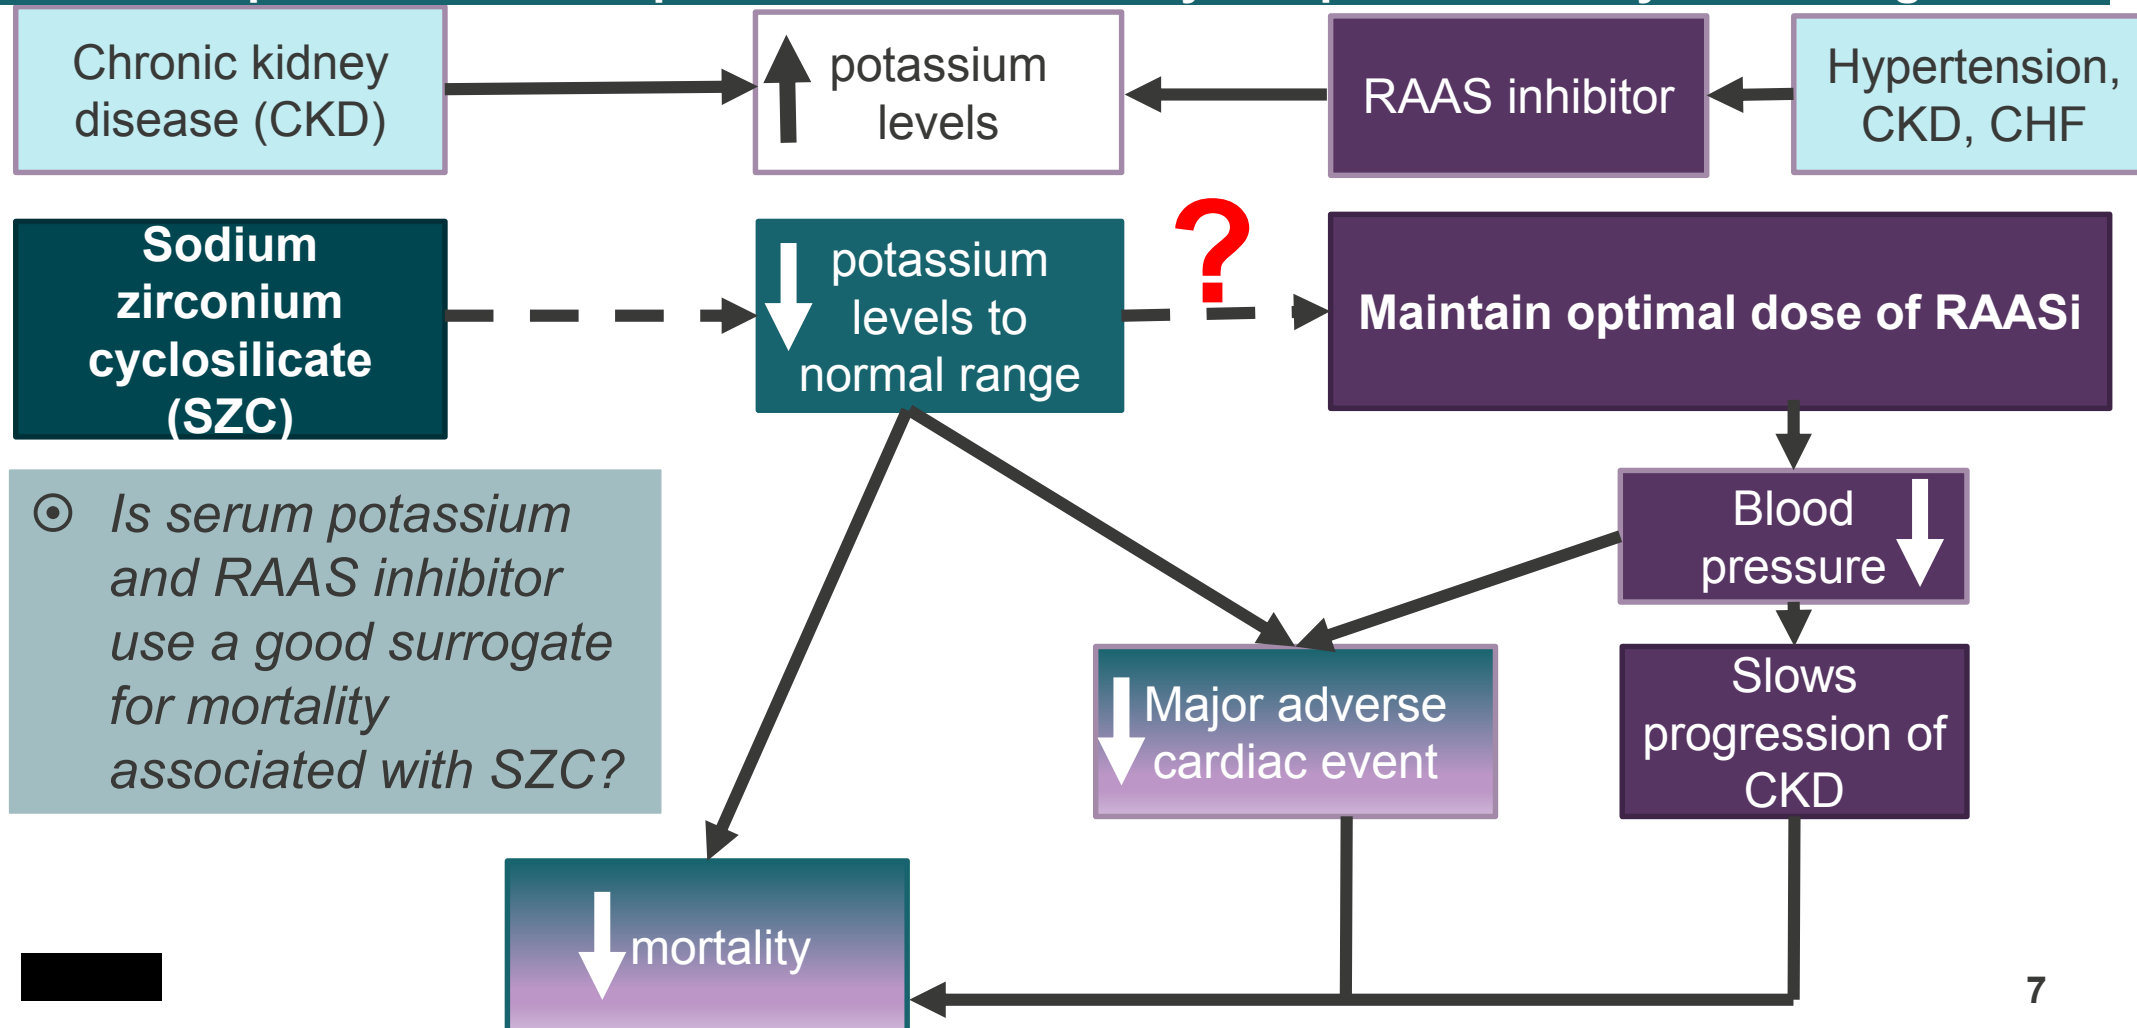 Chronic kidney
disease (CKD)
potassium
levels
RAAS inhibitor
Hypertension,
CKD, CHF
Sodium
zirconium
cyclosilicate
(SZC)
potassium
levels to
normal range
?
Maintain optimal dose of RAASi
Is serum potassium
and RAAS inhibitor
use a good surrogate
for mortality
associated with SZC?
Blood
pressure
Major adverse
cardiac event
Slows
progression of
CKD
mortality
7